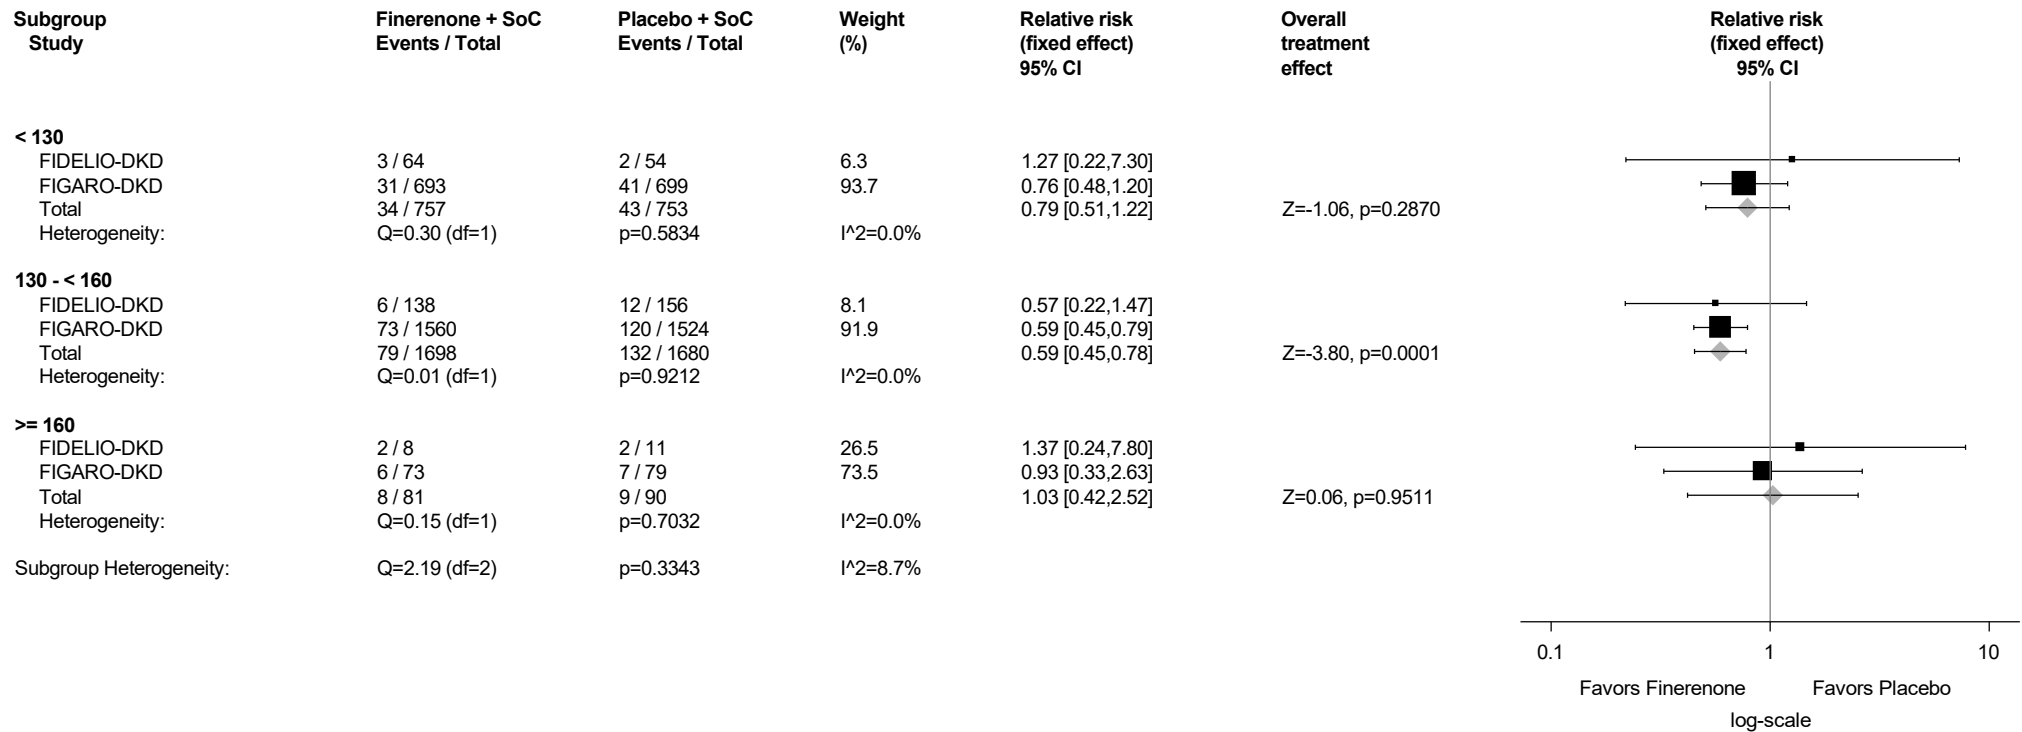 Subgroup Finerenone + SoC Placebo + SoC Weight Relative risk Overall Relative risk
Study Events / Total Events / Total (%) (fixed effect) treatment (fixed effect)
95% CI effect 95% CI
< 130
FIDELIO-DKD 3 / 64 2 / 54 6.3 1.27 [0.22,7.30]
FIGARO-DKD 31 / 693 41 / 699 93.7 0.76 [0.48,1.20]
Total 34 / 757 43 / 753 0.79 [0.51,1.22] Z=-1.06, p=0.2870
Heterogeneity: Q=0.30 (df=1) p=0.5834 I^2=0.0%
130 - < 160
FIDELIO-DKD 6 / 138 12 / 156 8.1 0.57 [0.22,1.47]
FIGARO-DKD 73 / 1560 120 / 1524 91.9 0.59 [0.45,0.79]
Total 79 / 1698 132 / 1680 0.59 [0.45,0.78] Z=-3.80, p=0.0001
Heterogeneity: Q=0.01 (df=1) p=0.9212 I^2=0.0%
>= 160
FIDELIO-DKD 2 / 8 2 / 11 26.5 1.37 [0.24,7.80]
FIGARO-DKD 6 / 73 7 / 79 73.5 0.93 [0.33,2.63]
Total 8 / 81 9 / 90 1.03 [0.42,2.52] Z=0.06, p=0.9511
Heterogeneity: Q=0.15 (df=1) p=0.7032 I^2=0.0%
Subgroup Heterogeneity: Q=2.19 (df=2) p=0.3343 I^2=8.7%
0.1 1 10
Favors Finerenone Favors Placebo
log-scale